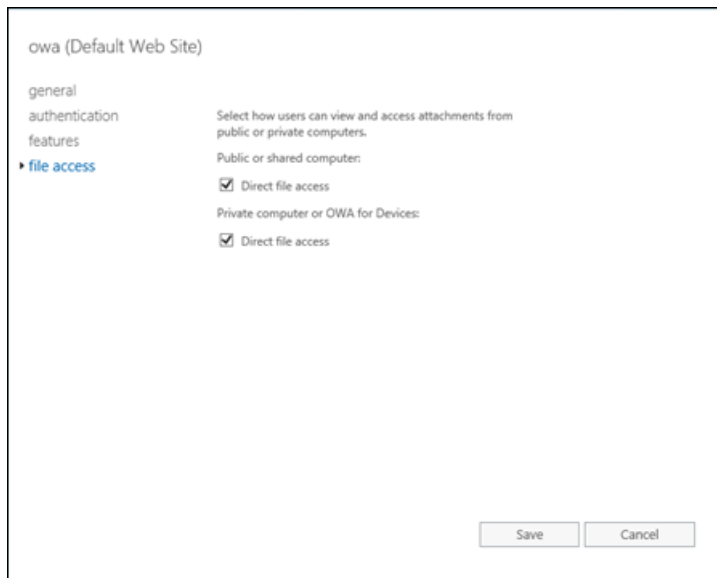 owa (Default Web Site)
general
authentication
features
file access
Select how users can view and access attachments from
public or private computers.
Public or shared computer:
Direct file access
Private computer or OWA for Devices:
Direct file access
Save
Cancel